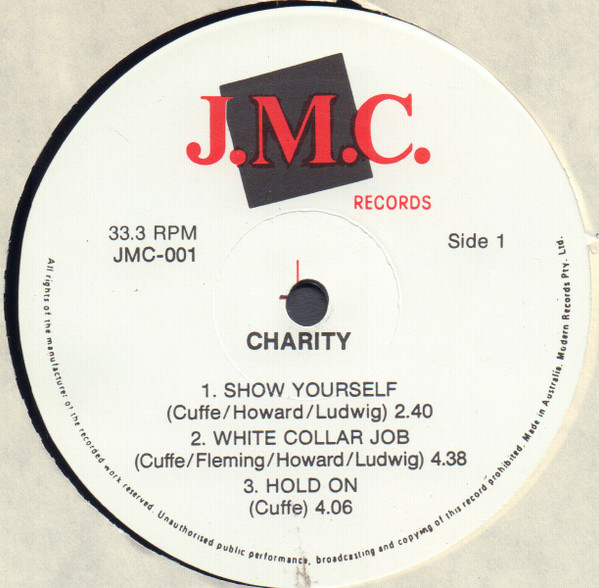 J.M.C.
RECORDS
33.3 RPM
JMC-001
Side 1
CHARITY
1. SHOW YOURSELF
(Cuffe/Howard/Ludwig) 2.40
2. WHITE COLLAR JOB
(Cuffe/Fleming/Howard/Ludwig) 4.38
3. HOLD ON
(Cuffe) 4.06
All rights of the manufacturer of the recorded work reserved. Unauthorised public performance, broadcasting and copying of this record prohibited. Made in Australia. Modern Records Pty. Ltd.